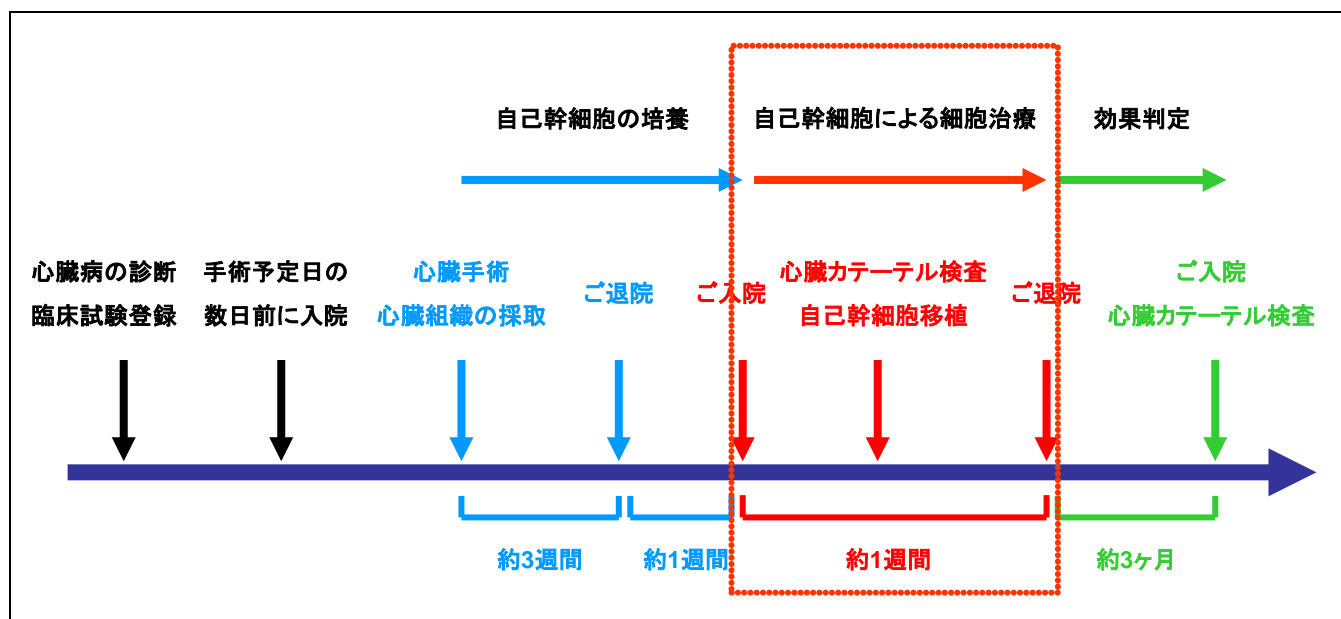 自己幹細胞の培養
自己幹細胞による細胞治療
効果判定
心臓病の診断
臨床試験登録
手術予定日の
数日前に入院
心臓手術
心臓組織の採取
ご退院
ご入院
心臓カテーテル検査
自己幹細胞移植
ご退院
ご入院
心臓カテーテル検査
約3週間
約1週間
約1週間
約3ヶ月